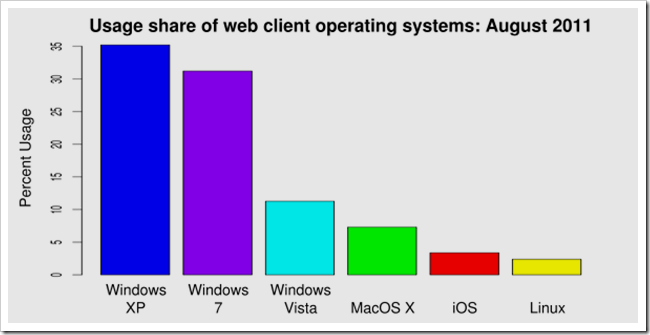 Usage share of web client operating systems: August 2011
Percent Usage
35
30
25
20
15
10
5
0
Windows XP
Windows 7
Windows Vista
MacOS X
iOS
Linux